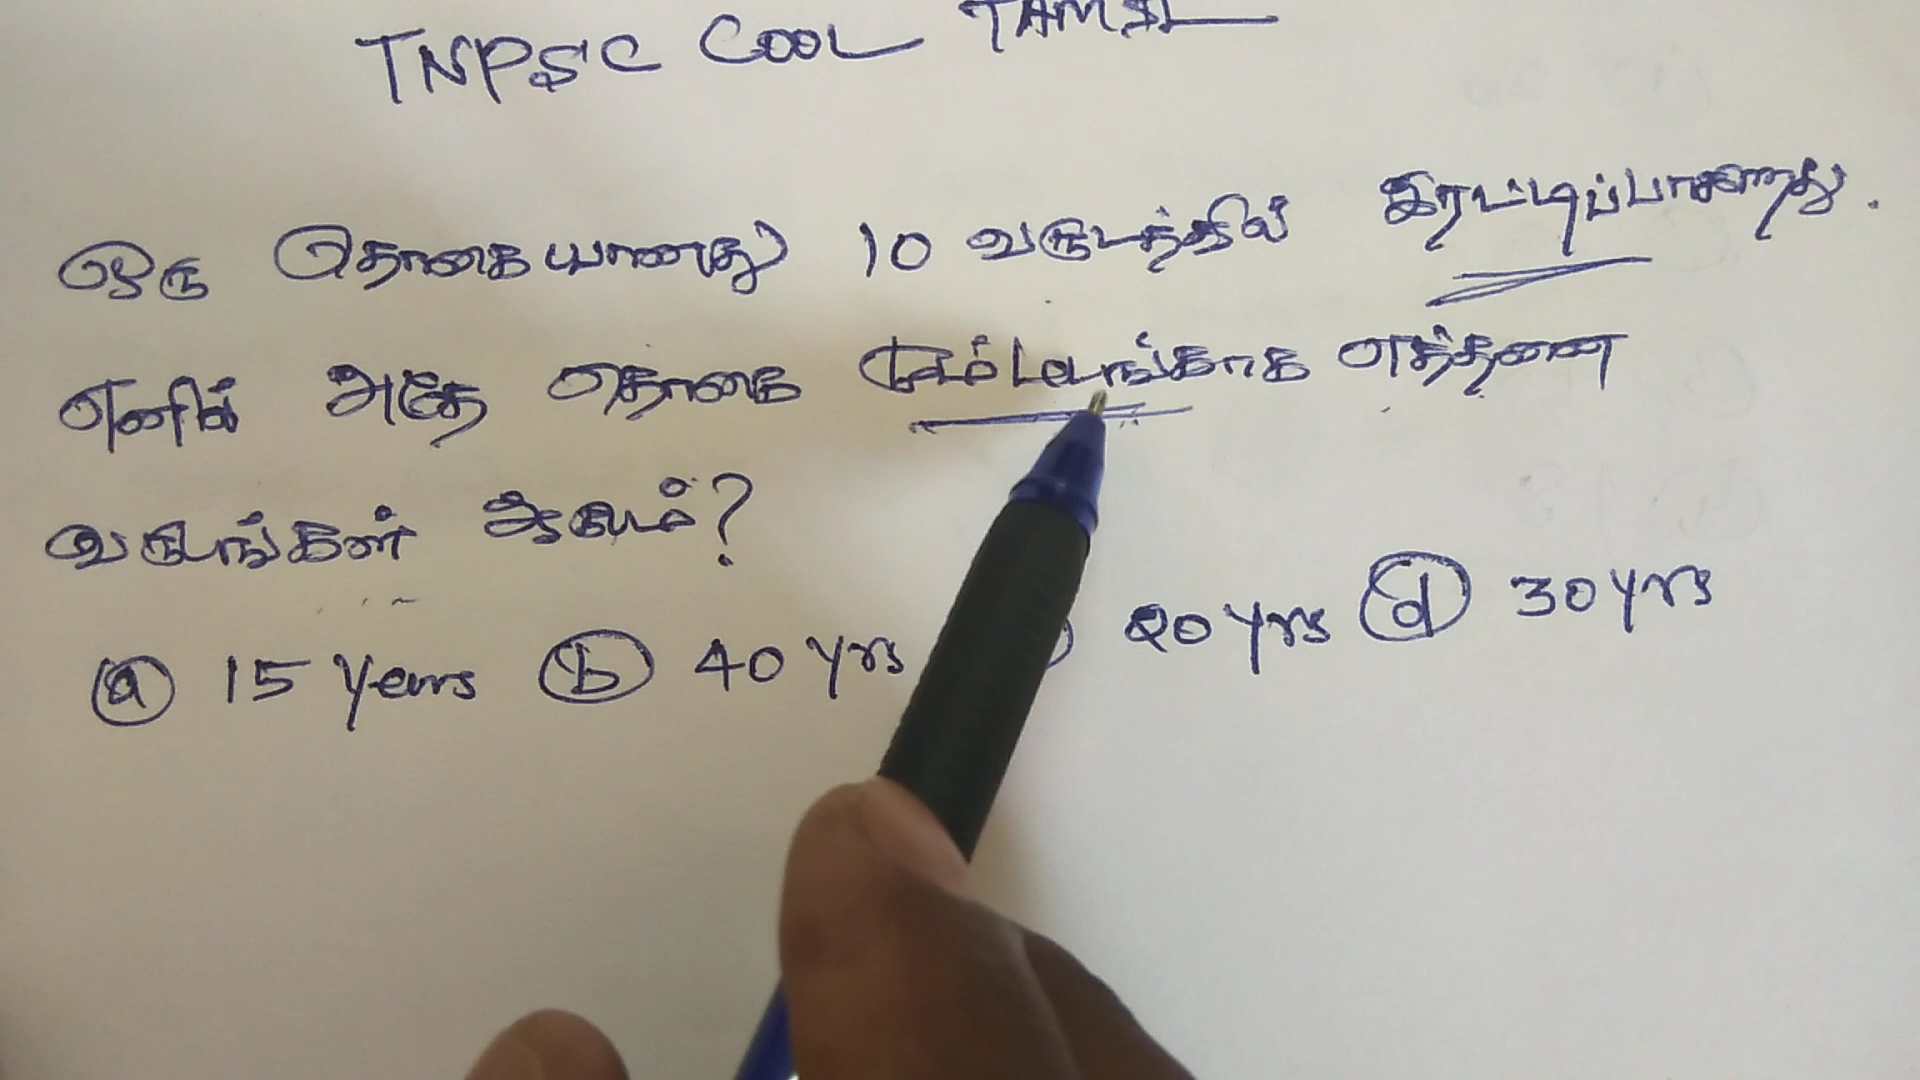 TNPSC COOL TAMIL
ஒரு தொகையானது 10 வருடத்தில் இரட்டிப்பானது.
எனில் அதே தொகை மும்மடங்காக எத்தனை
வருடங்கள் ஆகும்?
(a) 15 Years (b) 40 yrs 20 yrs (d) 30 yrs